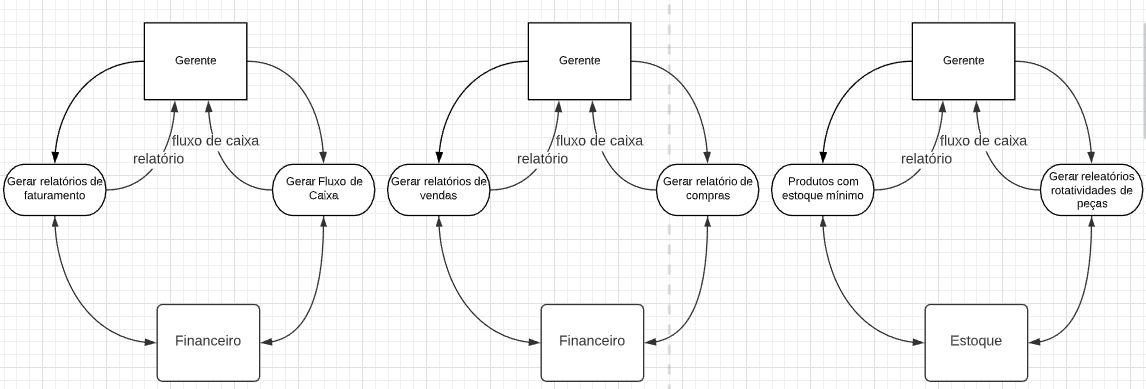 Gerente
fluxo de caixa
relatório
Gerar relatórios de
faturamento
Gerar Fluxo de
Caixa
Financeiro
Gerente
fluxo de caixa
relatório
Gerar relatórios de
vendas
Gerar relatório de
compras
Financeiro
Gerente
fluxo de caixa
relatório
Produtos com
estoque mínimo
Gerar releatórios
rotatividades de
peças
Estoque